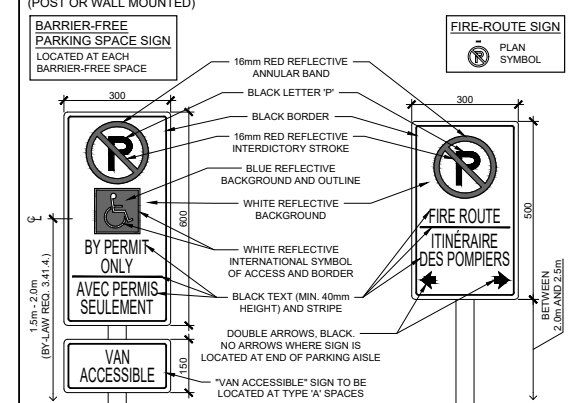 (POST OR WALL MOUNTED)
BARRIER-FREE
PARKING SPACE SIGN
LOCATED AT EACH
BARRIER-FREE SPACE
FIRE-ROUTE SIGN
P
PLAN
SYMBOL
16mm RED REFLECTIVE
ANNULAR BAND
BLACK LETTER 'P'
BLACK BORDER
16mm RED REFLECTIVE
INTERDICTORY STROKE
BLUE REFLECTIVE
BACKGROUND AND OUTLINE
WHITE REFLECTIVE
BACKGROUND
WHITE REFLECTIVE
INTERNATIONAL SYMBOL
OF ACCESS AND BORDER
BLACK TEXT (MIN. 40mm
HEIGHT) AND STRIPE
DOUBLE ARROWS, BLACK.
NO ARROWS WHERE SIGN IS
LOCATED AT END OF PARKING AISLE
"VAN ACCESSIBLE" SIGN TO BE
LOCATED AT TYPE 'A' SPACES
300
P
BY PERMIT
ONLY
AVEC PERMIS
SEULEMENT
600
VAN
ACCESSIBLE
150
CL
1.5m - 2.0m
(BY-LAW REQ. 3.41.4.)
300
P
FIRE ROUTE
ITINÉRAIRE
DES POMPIERS
500
BETWEEN
2.0m AND 2.5m